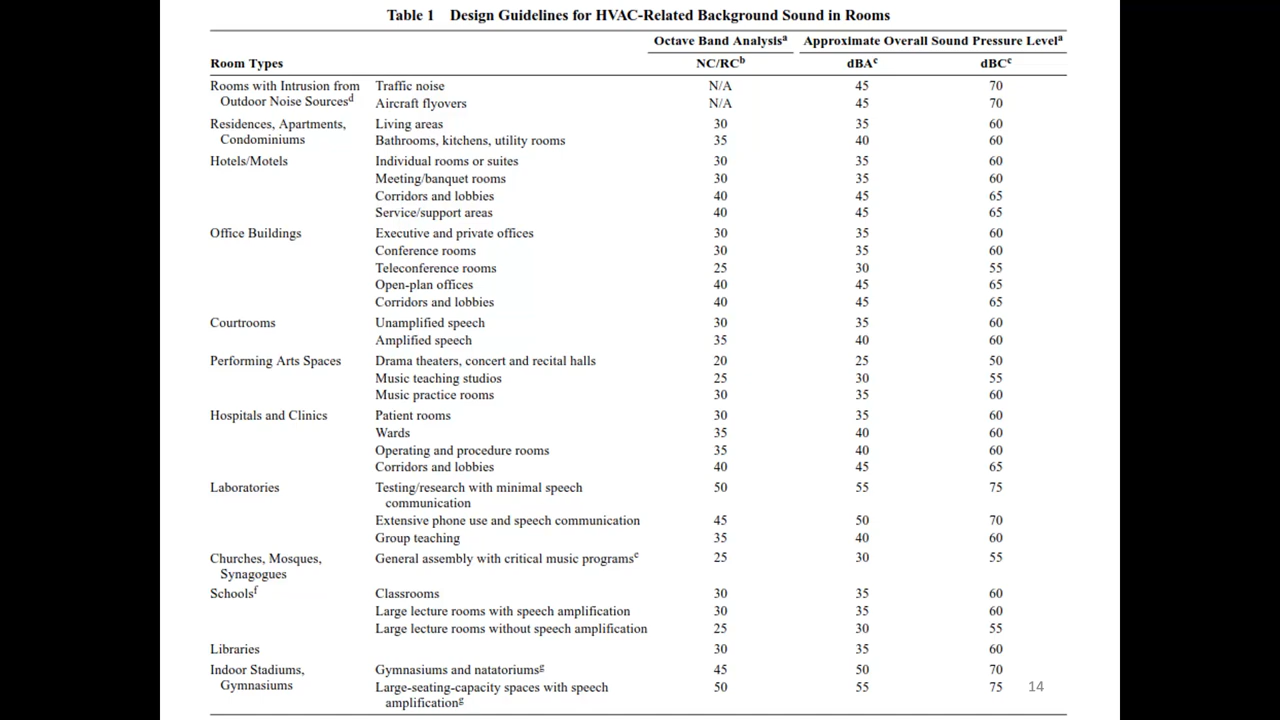 Table 1 Design Guidelines for HVAC-Related Background Sound in Rooms
Octave Band Analysisᵃ Approximate Overall Sound Pressure Levelᵃ
Room Types NC/RCᵇ dBAᶜ dBCᶜ
Rooms with Intrusion from Traffic noise N/A 45 70
Outdoor Noise Sourcesᵈ Aircraft flyovers N/A 45 70
Residences, Apartments, Living areas 30 35 60
Condominiums Bathrooms, kitchens, utility rooms 35 40 60
Hotels/Motels Individual rooms or suites 30 35 60
Meeting/banquet rooms 30 35 60
Corridors and lobbies 40 45 65
Service/support areas 40 45 65
Office Buildings Executive and private offices 30 35 60
Conference rooms 30 35 60
Teleconference rooms 25 30 55
Open-plan offices 40 45 65
Corridors and lobbies 40 45 65
Courtrooms Unamplified speech 30 35 60
Amplified speech 35 40 60
Performing Arts Spaces Drama theaters, concert and recital halls 20 25 50
Music teaching studios 25 30 55
Music practice rooms 30 35 60
Hospitals and Clinics Patient rooms 30 35 60
Wards 35 40 60
Operating and procedure rooms 35 40 60
Corridors and lobbies 40 45 65
Laboratories Testing/research with minimal speech 50 55 75
communication
Extensive phone use and speech communication 45 50 70
Group teaching 35 40 60
Churches, Mosques, General assembly with critical music programsᵉ 25 30 55
Synagogues
Schoolsᶠ Classrooms 30 35 60
Large lecture rooms with speech amplification 30 35 60
Large lecture rooms without speech amplification 25 30 55
Libraries 30 35 60
Indoor Stadiums, Gymnasiums and natatoriumsᵍ 45 50 70
Gymnasiums Large-seating-capacity spaces with speech 50 55 75 14
amplificationᵍ